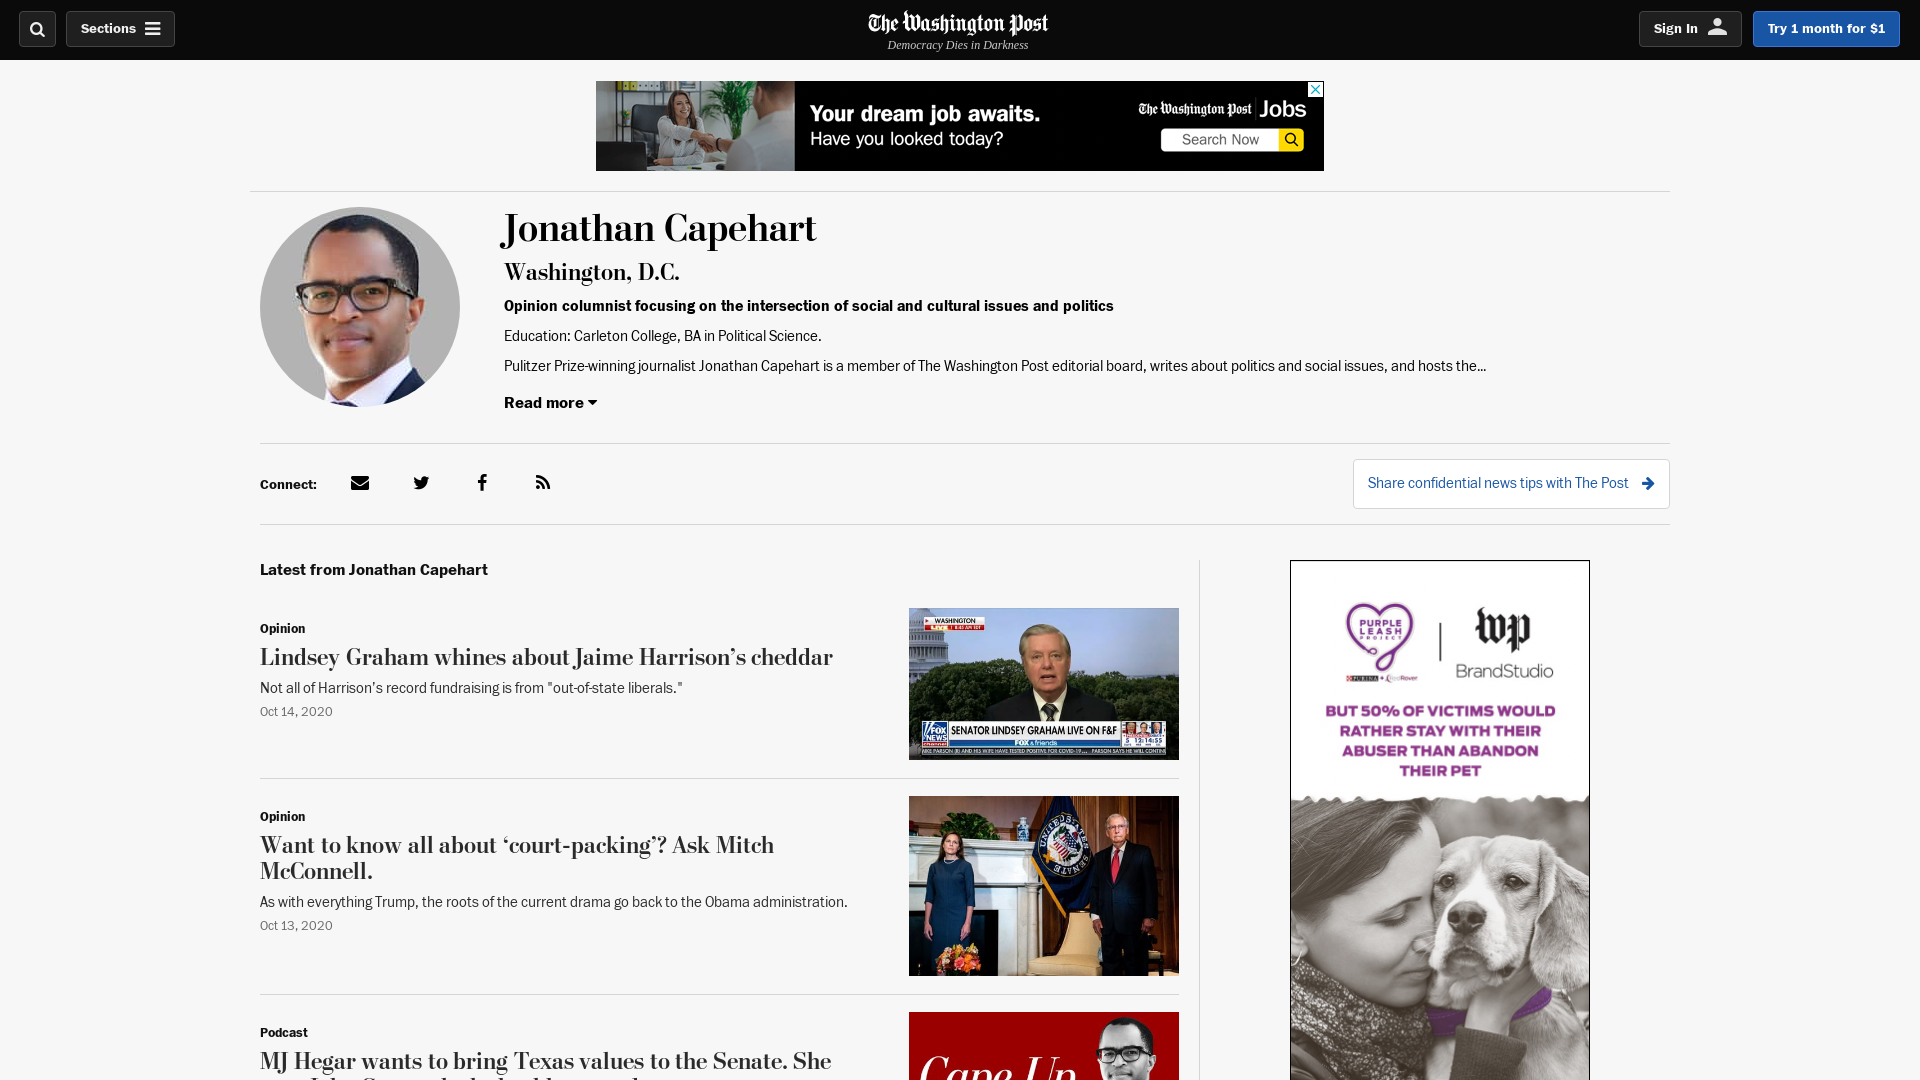 Sections
The Washington Post
Democracy Dies in Darkness
Sign In
Try 1 month for $1
Your dream job awaits.
Have you looked today?
The Washington Post Jobs
Search Now
Jonathan Capehart
Washington, D.C.
Opinion columnist focusing on the intersection of social and cultural issues and politics
Education: Carleton College, BA in Political Science.
Pulitzer Prize-winning journalist Jonathan Capehart is a member of The Washington Post editorial board, writes about politics and social issues, and hosts the...
Read more
Connect:
Share confidential news tips with The Post
Latest from Jonathan Capehart
Opinion
Lindsey Graham whines about Jaime Harrison’s cheddar
Not all of Harrison's record fundraising is from "out-of-state liberals."
Oct 14, 2020
WASHINGTON
LIVE
FOX NEWS channel
SENATOR LINDSEY GRAHAM LIVE ON F&F
FOX & friends
PARSON SAYS HE WILL CONTIN
Opinion
Want to know all about ‘court-packing’? Ask Mitch
McConnell.
As with everything Trump, the roots of the current drama go back to the Obama administration.
Oct 13, 2020
UNITED STATES
SENATE
Podcast
MJ Hegar wants to bring Texas values to the Senate. She
Cape Up
PURPLE
LEASH
PROJECT
PURINA
wp
BrandStudio
BUT 50% OF VICTIMS WOULD
RATHER STAY WITH THEIR
ABUSER THAN ABANDON
THEIR PET